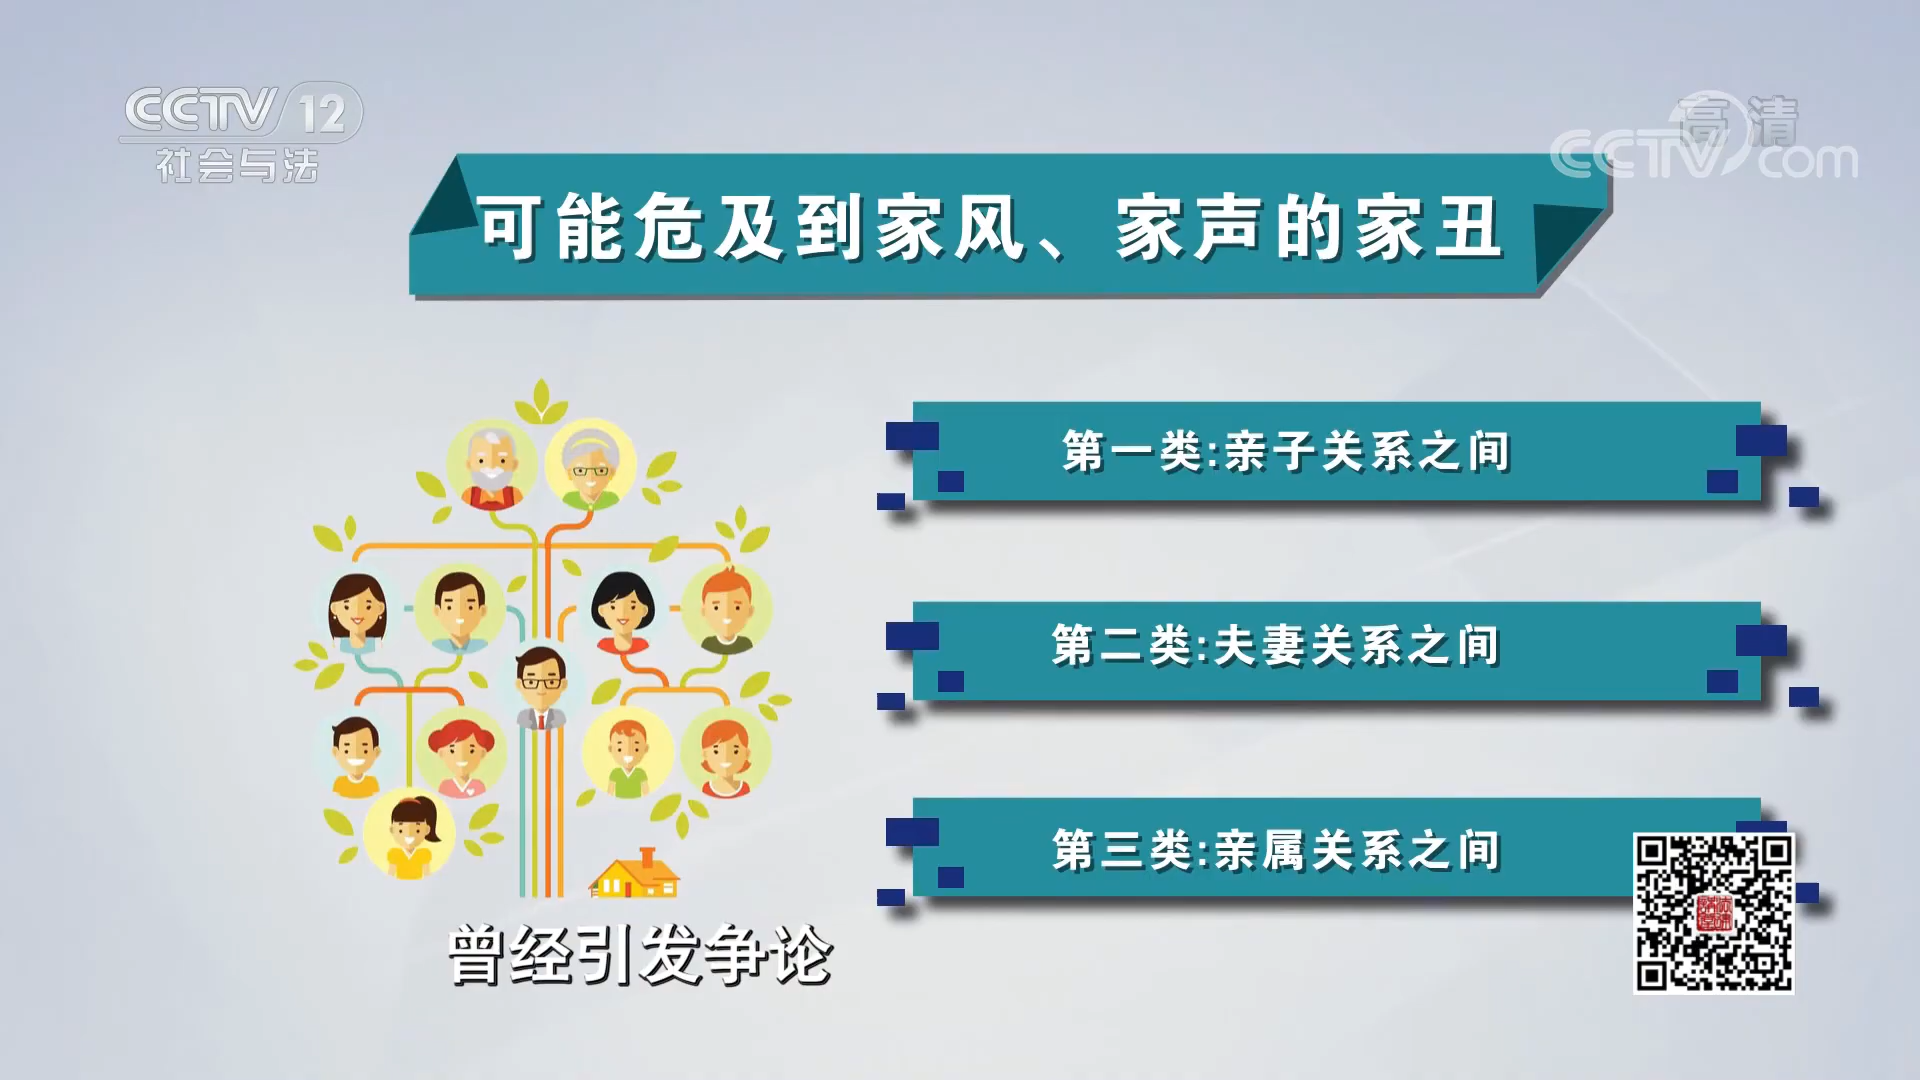 CCTV 12
社会与法
高清
CCTV com
可能危及到家风、家声的家丑
第一类:亲子关系之间
第二类:夫妻关系之间
第三类:亲属关系之间
曾经引发争论